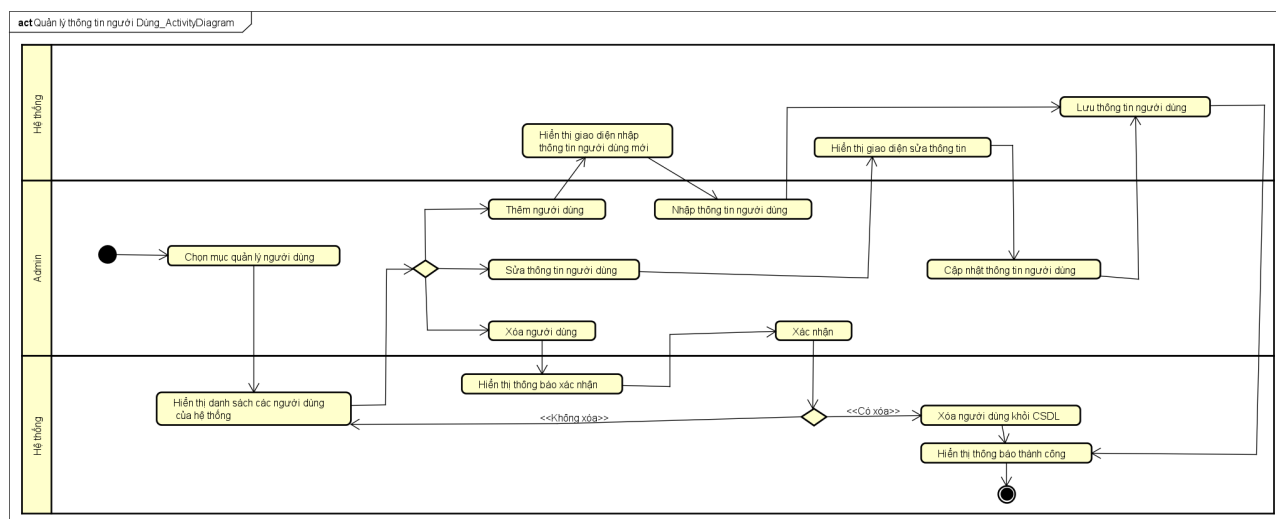 act Quản lý thông tin người Dùng_ActivityDiagram
Hệ thống
Lưu thông tin người dùng
Hiển thị giao diện nhập
thông tin người dùng mới
Hiển thị giao diện sửa thông tin
Admin
Thêm người dùng
Nhập thông tin người dùng
Chọn mục quản lý người dùng
Sửa thông tin người dùng
Cập nhật thông tin người dùng
Xóa người dùng
Xác nhận
Hệ thống
Hiển thị thông báo xác nhận
Hiển thị danh sách các người dùng
của hệ thống
<<Không xóa>>
<<Có xóa>>
Xóa người dùng khỏi CSDL
Hiển thị thông báo thành công